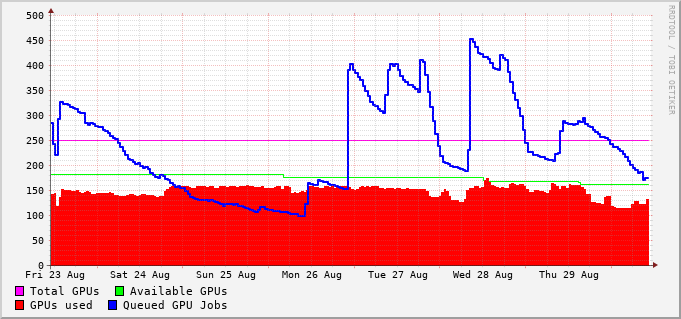 500
450
400
350
300
250
200
150
100
50
0
Fri 23 Aug Sat 24 Aug Sun 25 Aug Mon 26 Aug Tue 27 Aug Wed 28 Aug Thu 29 Aug
Total GPUs Available GPUs
GPUs used Queued GPU Jobs
RRDTOOL / TOBI OETIKER